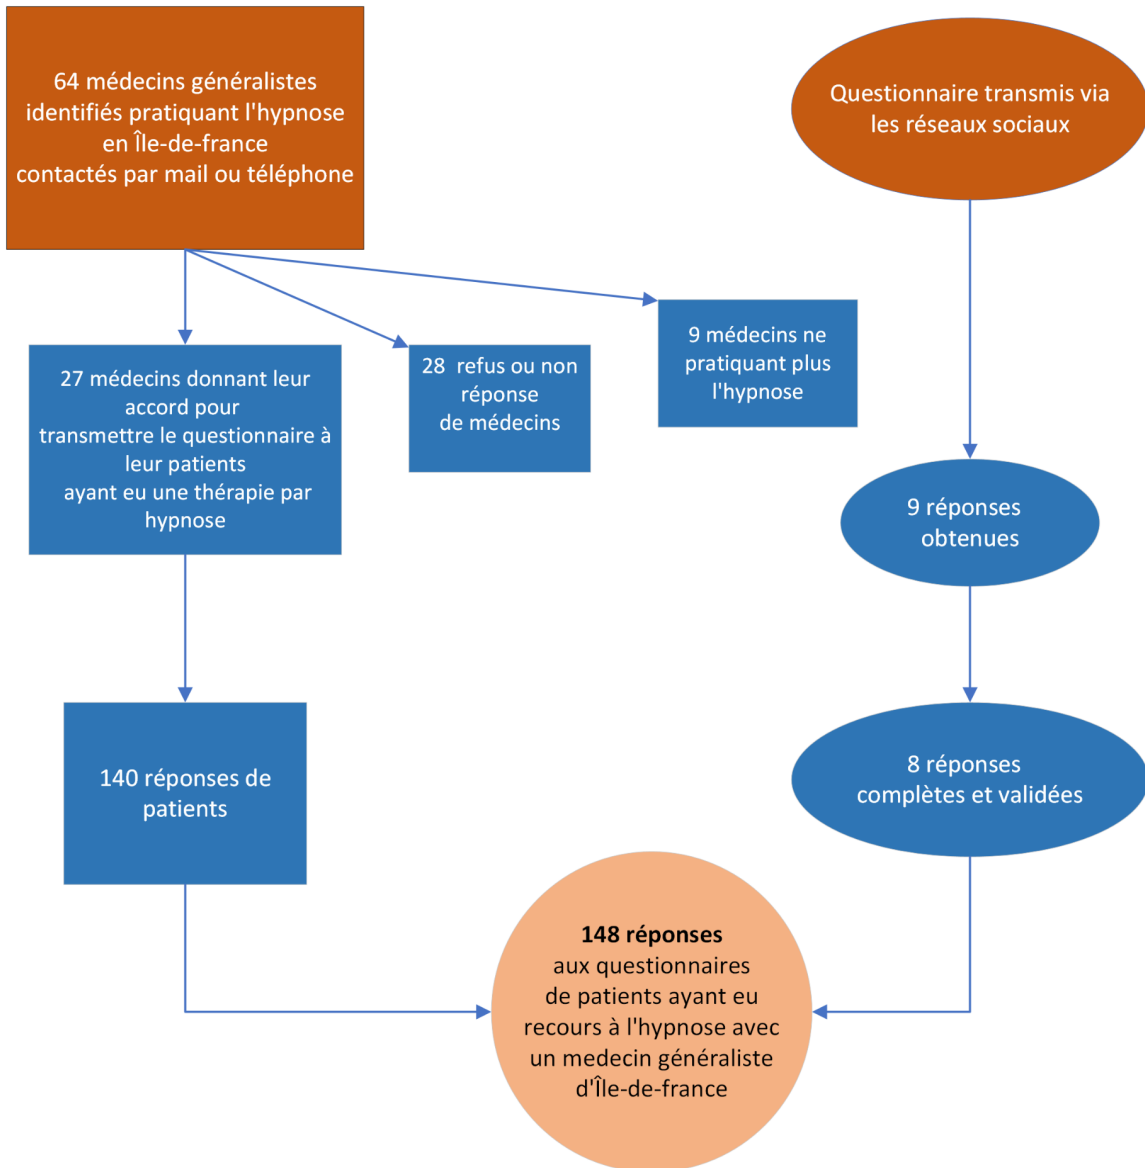 64 médecins généralistes
identifiés pratiquant l'hypnose
en Île-de-france
contactés par mail ou téléphone
Questionnaire transmis via
les réseaux sociaux
27 médecins donnant leur
accord pour
transmettre le questionnaire à
leur patients
ayant eu une thérapie par
hypnose
28 refus ou non
réponse
de médecins
9 médecins ne
pratiquant plus
l'hypnose
9 réponses
obtenues
140 réponses de
patients
8 réponses
complètes et validées
148 réponses
aux questionnaires
de patients ayant eu
recours à l'hypnose avec
un medecin généraliste
d'Île-de-france